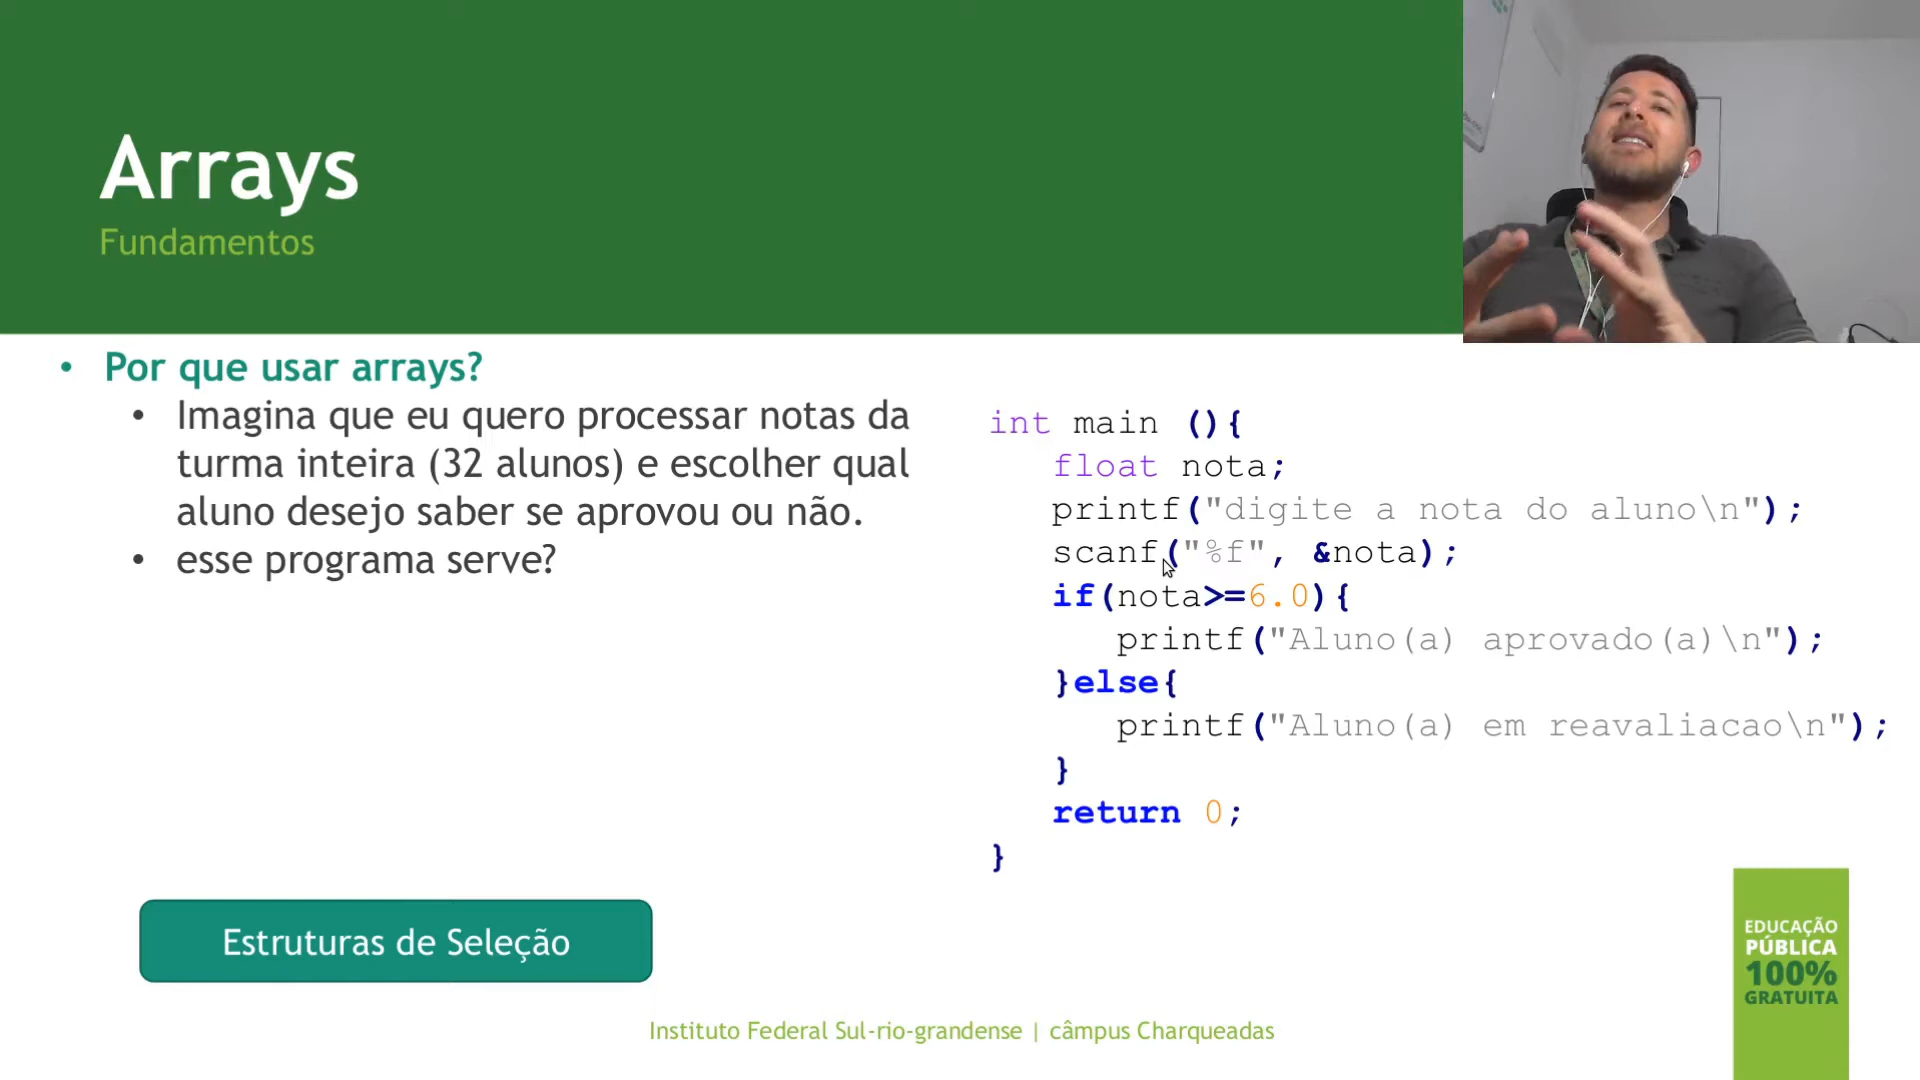 Arrays
Fundamentos
• Por que usar arrays?
• Imagina que eu quero processar notas da
turma inteira (32 alunos) e escolher qual
aluno desejo saber se aprovou ou não.
• esse programa serve?
int main (){
float nota;
printf("digite a nota do aluno\n");
scanf("%f", &nota);
if(nota>=6.0){
printf("Aluno(a) aprovado(a)\n");
}else{
printf("Aluno(a) em reavaliacao\n");
}
return 0;
}
Estruturas de Seleção
EDUCAÇÃO
PÚBLICA
100%
GRATUITA
Instituto Federal Sul-rio-grandense | câmpus Charqueadas